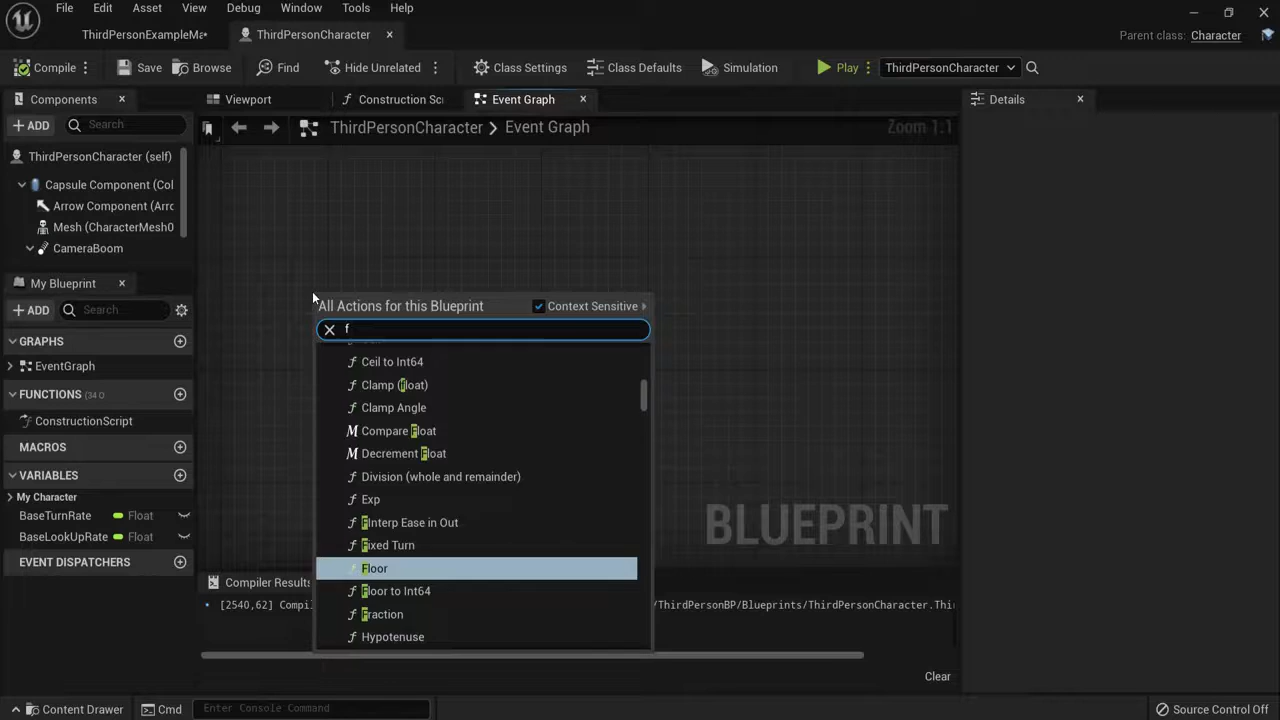 File Edit Asset View Debug Window Tools Help
ThirdPersonExampleMa*
ThirdPersonCharacter
Parent class: Character
Compile
Save
Browse
Find
Hide Unrelated
Class Settings
Class Defaults
Simulation
Play
ThirdPersonCharacter
Components
Viewport
Construction Sc
Event Graph
Details
+ ADD
Search
ThirdPersonCharacter > Event Graph
Zoom 1:1
ThirdPersonCharacter (self)
Capsule Component (Col
Arrow Component (Arrc
Mesh (CharacterMesh0
CameraBoom
My Blueprint
+ ADD
Search
GRAPHS
EventGraph
FUNCTIONS (34 O
ConstructionScript
MACROS
VARIABLES
My Character
BaseTurnRate Float
BaseLookUpRate Float
EVENT DISPATCHERS
All Actions for this Blueprint
Context Sensitive
f
Ceil to Int64
Clamp (float)
Clamp Angle
Compare Float
Decrement Float
Division (whole and remainder)
Exp
FInterp Ease in Out
Fixed Turn
Floor
Floor to Int64
Fraction
Hypotenuse
BLUEPRINT
Compiler Results
[2540,62] Compil
/ThirdPersonBP/Blueprints/ThirdPersonCharacter.Thi
Clear
Content Drawer
Cmd
Enter Console Command
Source Control Off